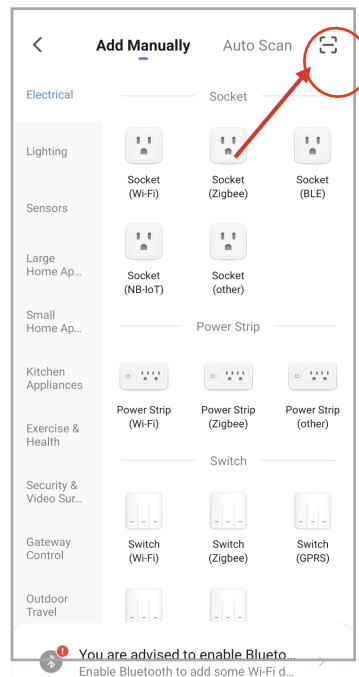 Add Manually
Auto Scan
Electrical
Lighting
Sensors
Large
Home Ap...
Small
Home Ap...
Kitchen
Appliances
Exercise &
Health
Security &
Video Sur...
Gateway
Control
Outdoor
Travel
Socket
Socket
(Wi-Fi)
Socket
(Zigbee)
Socket
(BLE)
Socket
(NB-IoT)
Socket
(other)
Power Strip
Power Strip
(Wi-Fi)
Power Strip
(Zigbee)
Power Strip
(other)
Switch
Switch
(Wi-Fi)
Switch
(Zigbee)
Switch
(GPRS)
You are advised to enable Blueto...
Enable Bluetooth to add some Wi-Fi d...